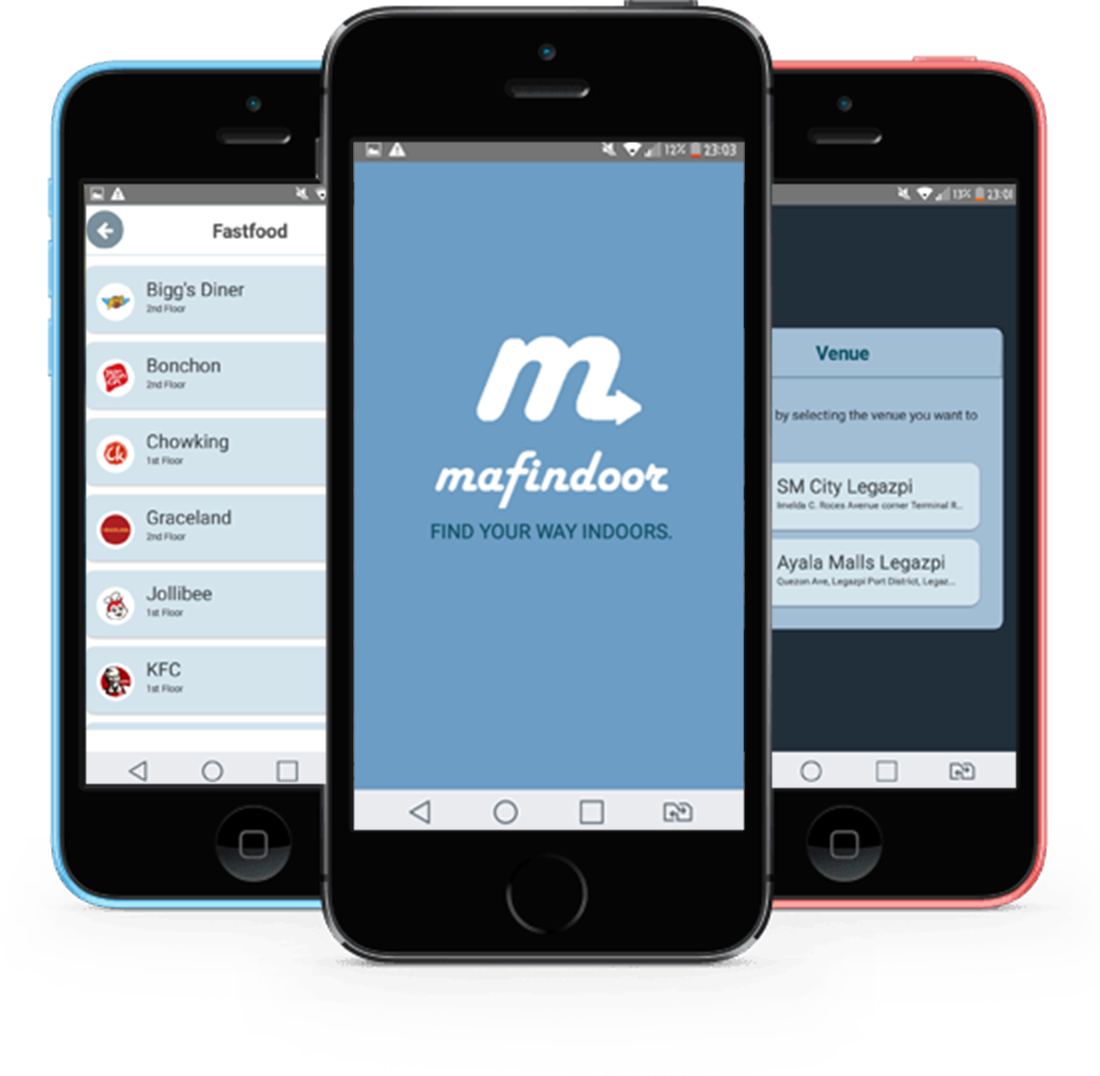 Fastfood
Bigg's Diner
2nd Floor
Bonchon
2nd Floor
Chowking
1st Floor
Graceland
2nd Floor
Jollibee
1st Floor
KFC
1st Floor
12% 23:03
m
mafindoor
FIND YOUR WAY INDOORS.
13% 23:01
Venue
by selecting the venue you want to
SM City Legazpi
Imelda C. Roces Avenue corner Terminal R...
Ayala Malls Legazpi
Quezon Ave, Legazpi Port District, Legaz...